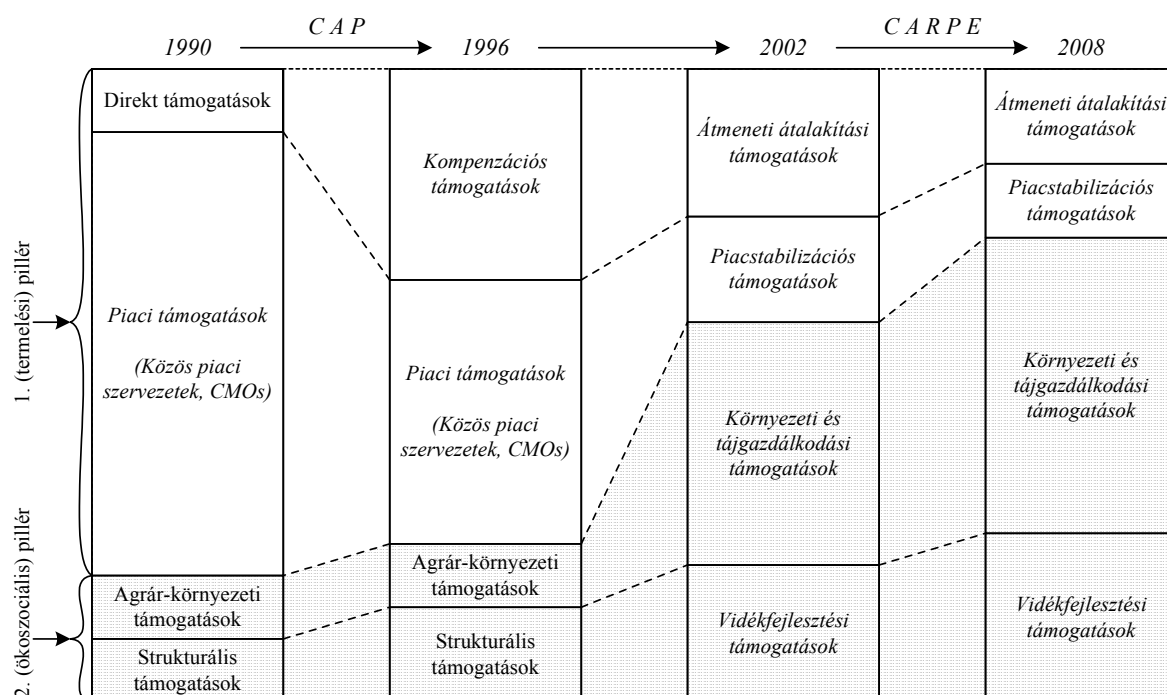 C A P
C A R P E
1990
1996
2002
2008
1. (termelési) pillér
2. (ökoszociális) pillér
Direkt támogatások
Piaci támogatások
(Közös piaci
szervezetek, CMOs)
Agrár-környezeti
támogatások
Strukturális
támogatások
Kompenzációs
támogatások
Piaci támogatások
(Közös piaci
szervezetek, CMOs)
Agrár-környezeti
támogatások
Strukturális
támogatások
Átmeneti átalakítási
támogatások
Piacstabilizációs
támogatások
Környezeti és
tájgazdálkodási
támogatások
Vidékfejlesztési
támogatások
Átmeneti átalakítási
támogatások
Piacstabilizációs
támogatások
Környezeti és
tájgazdálkodási
támogatások
Vidékfejlesztési
támogatások